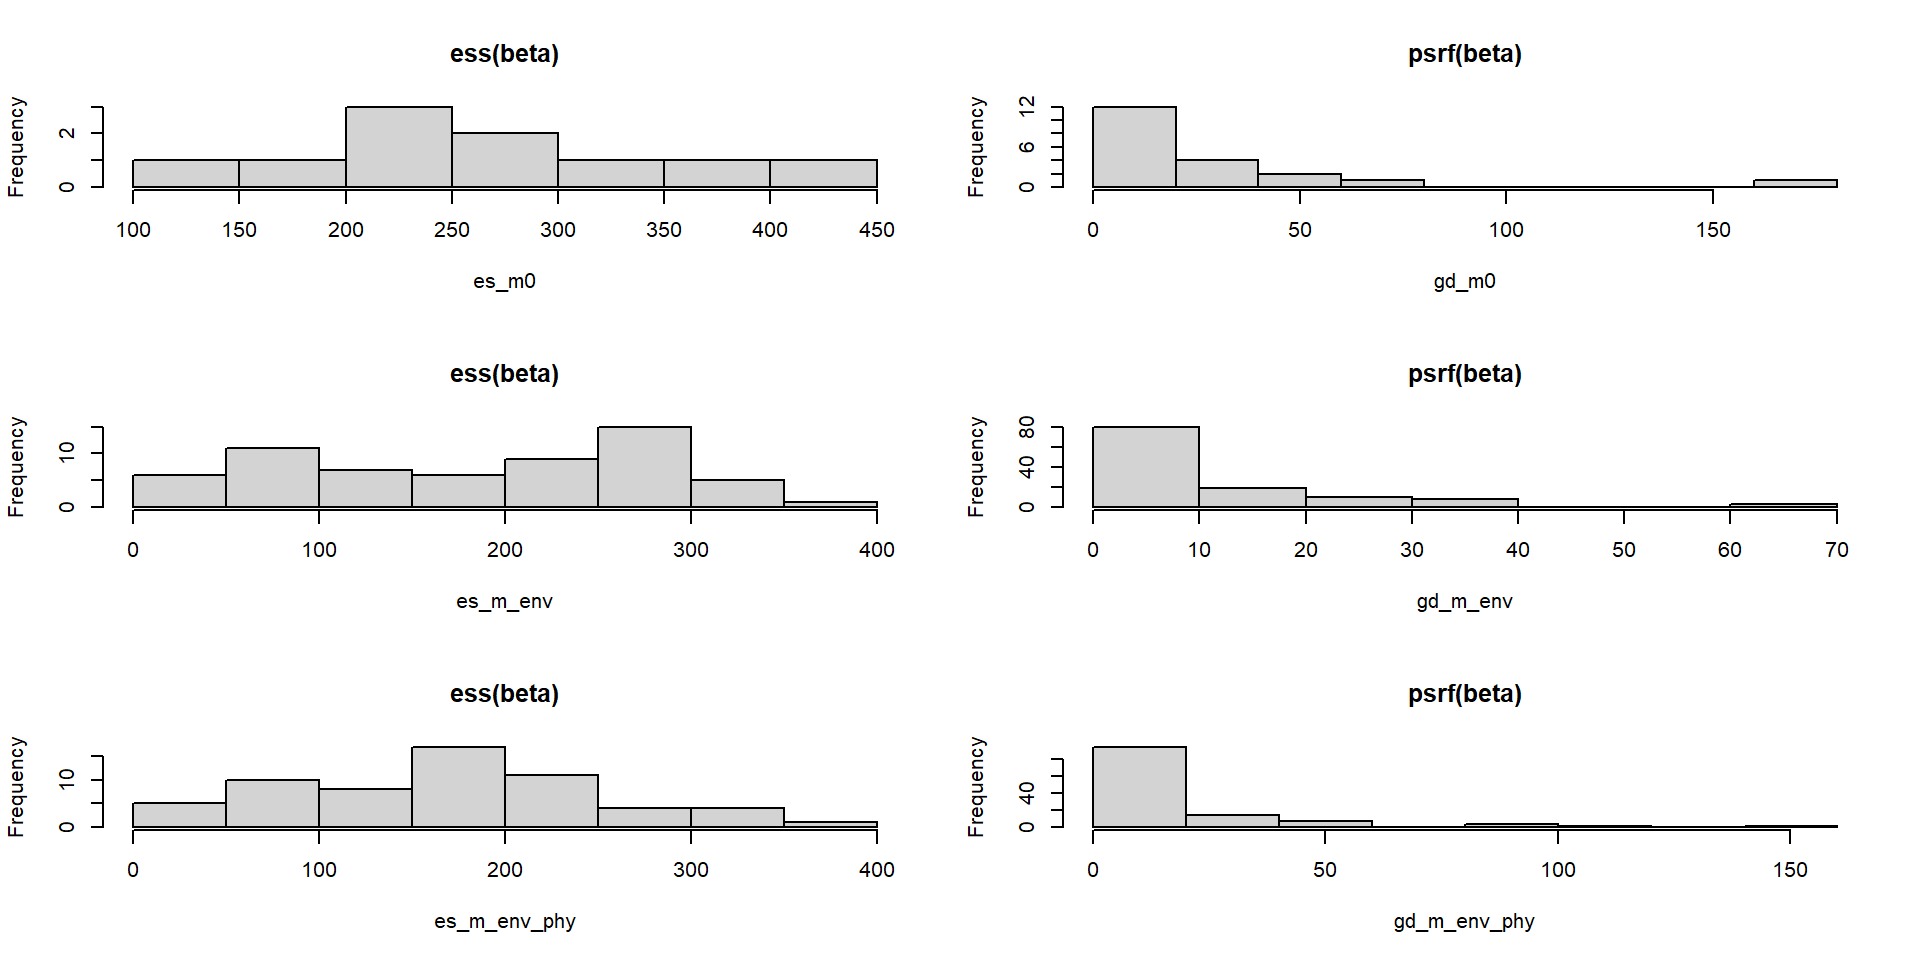 ess(beta)
Frequency
0 2
100 150 200 250 300 350 400 450
es_m0
psrf(beta)
Frequency
0 6 12
0 50 100 150
gd_m0
ess(beta)
Frequency
0 10
0 100 200 300 400
es_m_env
psrf(beta)
Frequency
0 40 80
0 10 20 30 40 50 60 70
gd_m_env
ess(beta)
Frequency
0 10
0 100 200 300 400
es_m_env_phy
psrf(beta)
Frequency
0 40
0 50 100 150
gd_m_env_phy